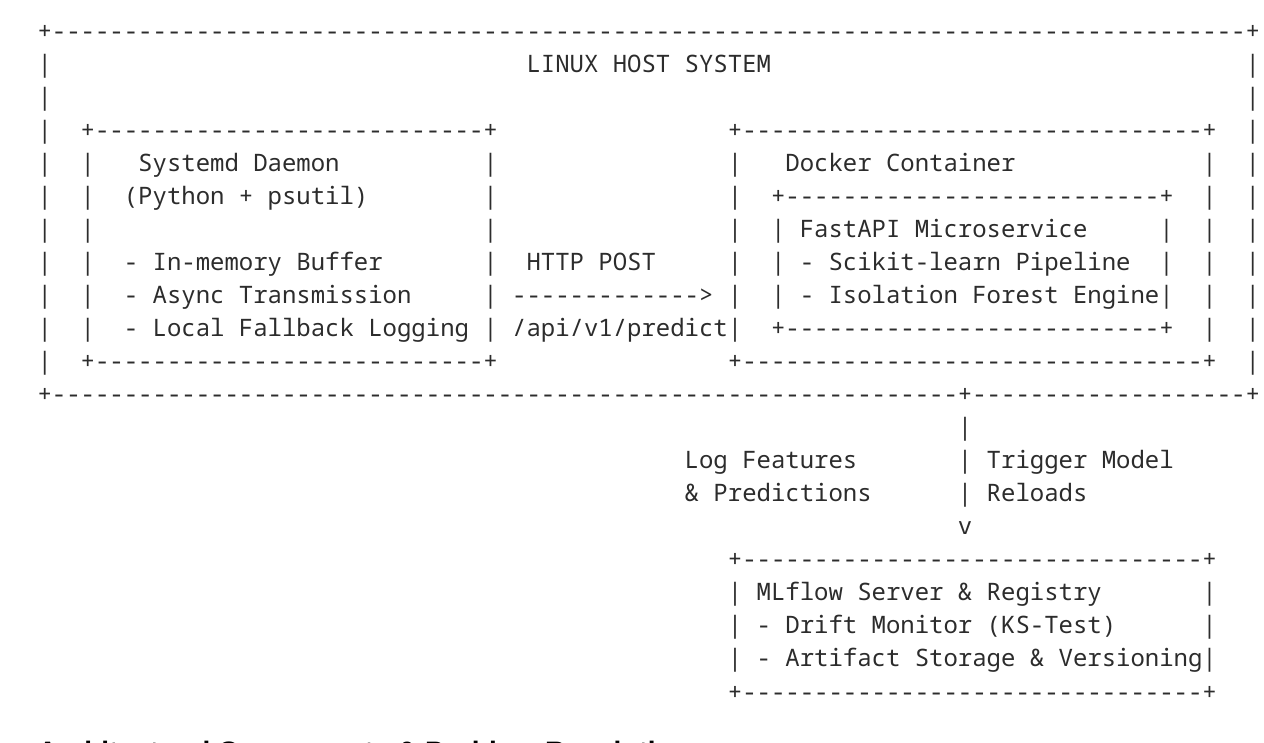 +-----------------------------------------------------------------------------------+
|                                 LINUX HOST SYSTEM                                 |
|                                                                                   |
|  +---------------------------+                +--------------------------------+  |
|  |   Systemd Daemon          |                |   Docker Container             |  |
|  |  (Python + psutil)        |                |  +--------------------------+  |  |
|  |                           |                |  | FastAPI Microservice     |  |  |
|  |  - In-memory Buffer       |  HTTP POST     |  | - Scikit-learn Pipeline  |  |  |
|  |  - Async Transmission     | -------------> |  | - Isolation Forest Engine|  |  |
|  |  - Local Fallback Logging | /api/v1/predict|  +--------------------------+  |  |
|  +---------------------------+                +--------------------------------+  |
+---------------------------------------------------------------+-------------------+
                                                                |
                                             Log Features       | Trigger Model
                                             & Predictions      | Reloads
                                                                v
                                                +--------------------------------+
                                                | MLflow Server & Registry       |
                                                | - Drift Monitor (KS-Test)      |
                                                | - Artifact Storage & Versioning|
                                                +--------------------------------+